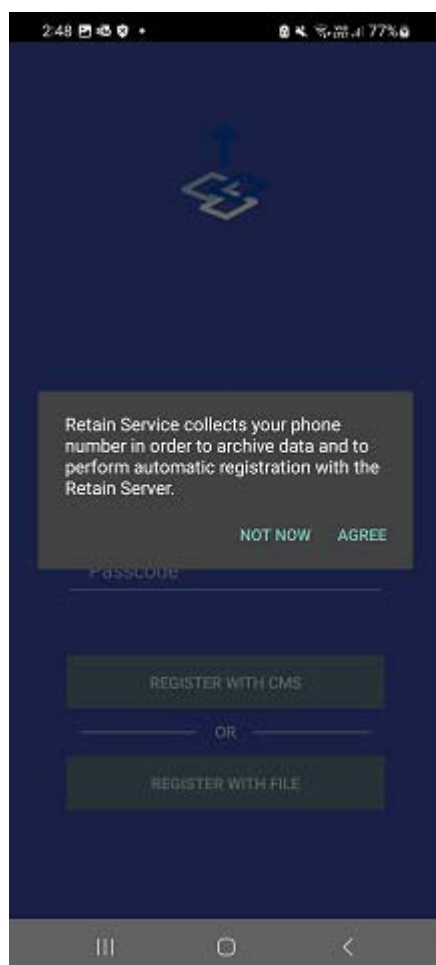 2:48
77%
Retain Service collects your phone
number in order to archive data and to
perform automatic registration with the
Retain Server.
NOT NOW AGREE
Passcode
REGISTER WITH CMS
OR
REGISTER WITH FILE